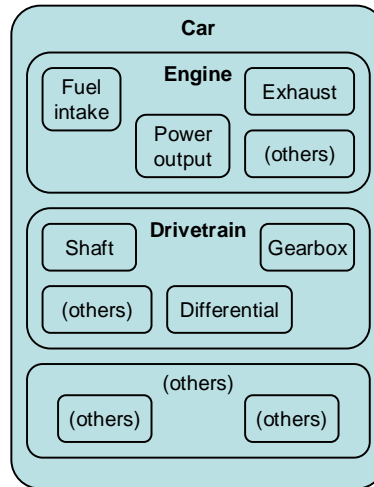 Car
Engine
Fuel
intake
Exhaust
Power
output
(others)
Drivetrain
Shaft
Gearbox
(others)
Differential
(others)
(others)
(others)